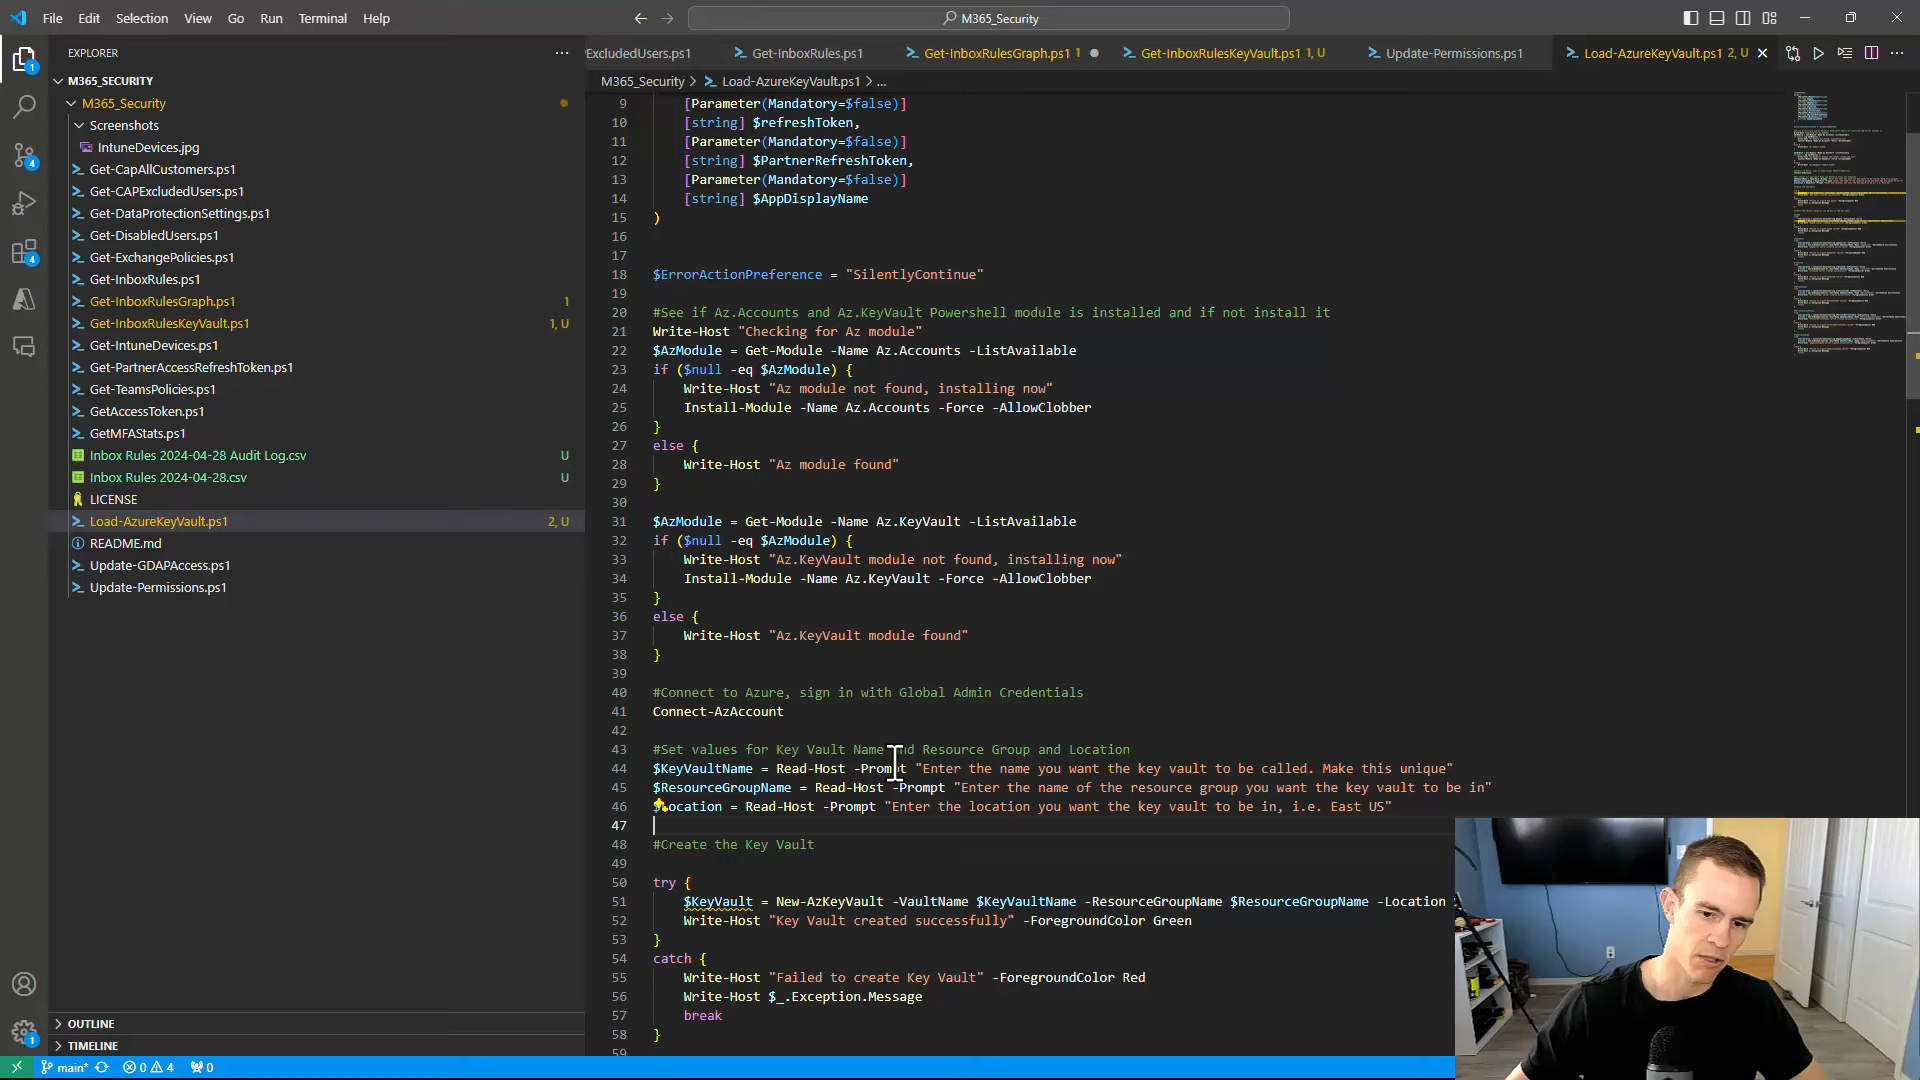 File Edit Selection View Go Run Terminal Help
M365_Security
EXPLORER
M365_SECURITY
M365_Security
Screenshots
IntuneDevices.jpg
Get-CapAllCustomers.ps1
Get-CAPExcludedUsers.ps1
Get-DataProtectionSettings.ps1
Get-DisabledUsers.ps1
Get-ExchangePolicies.ps1
Get-InboxRules.ps1
Get-InboxRulesGraph.ps1 1
Get-InboxRulesKeyVault.ps1 1, U
Get-IntuneDevices.ps1
Get-PartnerAccessRefreshToken.ps1
Get-TeamsPolicies.ps1
GetAccessToken.ps1
GetMFAStats.ps1
Inbox Rules 2024-04-28 Audit Log.csv U
Inbox Rules 2024-04-28.csv U
LICENSE
Load-AzureKeyVault.ps1 2, U
README.md
Update-GDAPAccess.ps1
Update-Permissions.ps1
OUTLINE
TIMELINE
1
4
4
1
ExcludedUsers.ps1 Get-InboxRules.ps1 Get-InboxRulesGraph.ps1 1 Get-InboxRulesKeyVault.ps1 1, U Update-Permissions.ps1 Load-AzureKeyVault.ps1 2, U
M365_Security > Load-AzureKeyVault.ps1 > ...
9 [Parameter(Mandatory=$false)]
10 [string] $refreshToken,
11 [Parameter(Mandatory=$false)]
12 [string] $PartnerRefreshToken,
13 [Parameter(Mandatory=$false)]
14 [string] $AppDisplayName
15 )
16
17
18 $ErrorActionPreference = "SilentlyContinue"
19
20 #See if Az.Accounts and Az.KeyVault Powershell module is installed and if not install it
21 Write-Host "Checking for Az module"
22 $AzModule = Get-Module -Name Az.Accounts -ListAvailable
23 if ($null -eq $AzModule) {
24 Write-Host "Az module not found, installing now"
25 Install-Module -Name Az.Accounts -Force -AllowClobber
26 }
27 else {
28 Write-Host "Az module found"
29 }
30
31 $AzModule = Get-Module -Name Az.KeyVault -ListAvailable
32 if ($null -eq $AzModule) {
33 Write-Host "Az.KeyVault module not found, installing now"
34 Install-Module -Name Az.KeyVault -Force -AllowClobber
35 }
36 else {
37 Write-Host "Az.KeyVault module found"
38 }
39
40 #Connect to Azure, sign in with Global Admin Credentials
41 Connect-AzAccount
42
43 #Set values for Key Vault Name and Resource Group and Location
44 $KeyVaultName = Read-Host -Prompt "Enter the name you want the key vault to be called. Make this unique"
45 $ResourceGroupName = Read-Host -Prompt "Enter the name of the resource group you want the key vault to be in"
46 $Location = Read-Host -Prompt "Enter the location you want the key vault to be in, i.e. East US"
47
48 #Create the Key Vault
49
50 try {
51 $KeyVault = New-AzKeyVault -VaultName $KeyVaultName -ResourceGroupName $ResourceGroupName -Location
52 Write-Host "Key Vault created successfully" -ForegroundColor Green
53 }
54 catch {
55 Write-Host "Failed to create Key Vault" -ForegroundColor Red
56 Write-Host $_.Exception.Message
57 break
58 }
59
main* 0 4 0